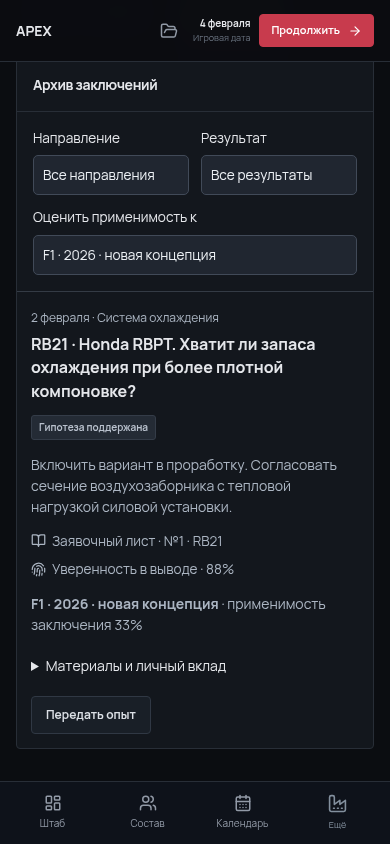 APEX
4 февраля
Игровая дата
Продолжить
Архив заключений
Направление
Результат
Все направления
Все результаты
Оценить применимость к
F1 · 2026 · новая концепция
2 февраля · Система охлаждения
RB21 · Honda RBPT. Хватит ли запаса
охлаждения при более плотной
компоновке?
Гипотеза поддержана
Включить вариант в проработку. Согласовать
сечение воздухозаборника с тепловой
нагрузкой силовой установки.
Заявочный лист · №1 · RB21
Уверенность в выводе · 88%
F1 · 2026 · новая концепция · применимость
заключения 33%
Материалы и личный вклад
Передать опыт
Штаб
Состав
Календарь
Ещё